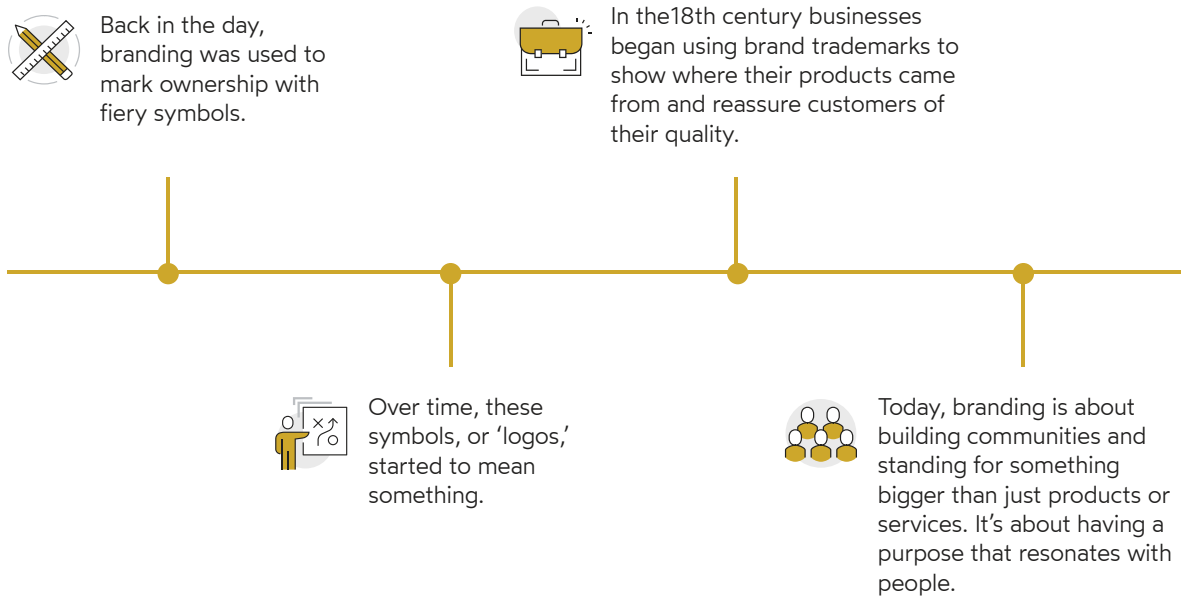 Back in the day,
branding was used to
mark ownership with
fiery symbols.
Over time, these
symbols, or ‘logos,’
started to mean
something.
In the18th century businesses
began using brand trademarks to
show where their products came
from and reassure customers of
their quality.
Today, branding is about
building communities and
standing for something
bigger than just products or
services. It’s about having a
purpose that resonates with
people.